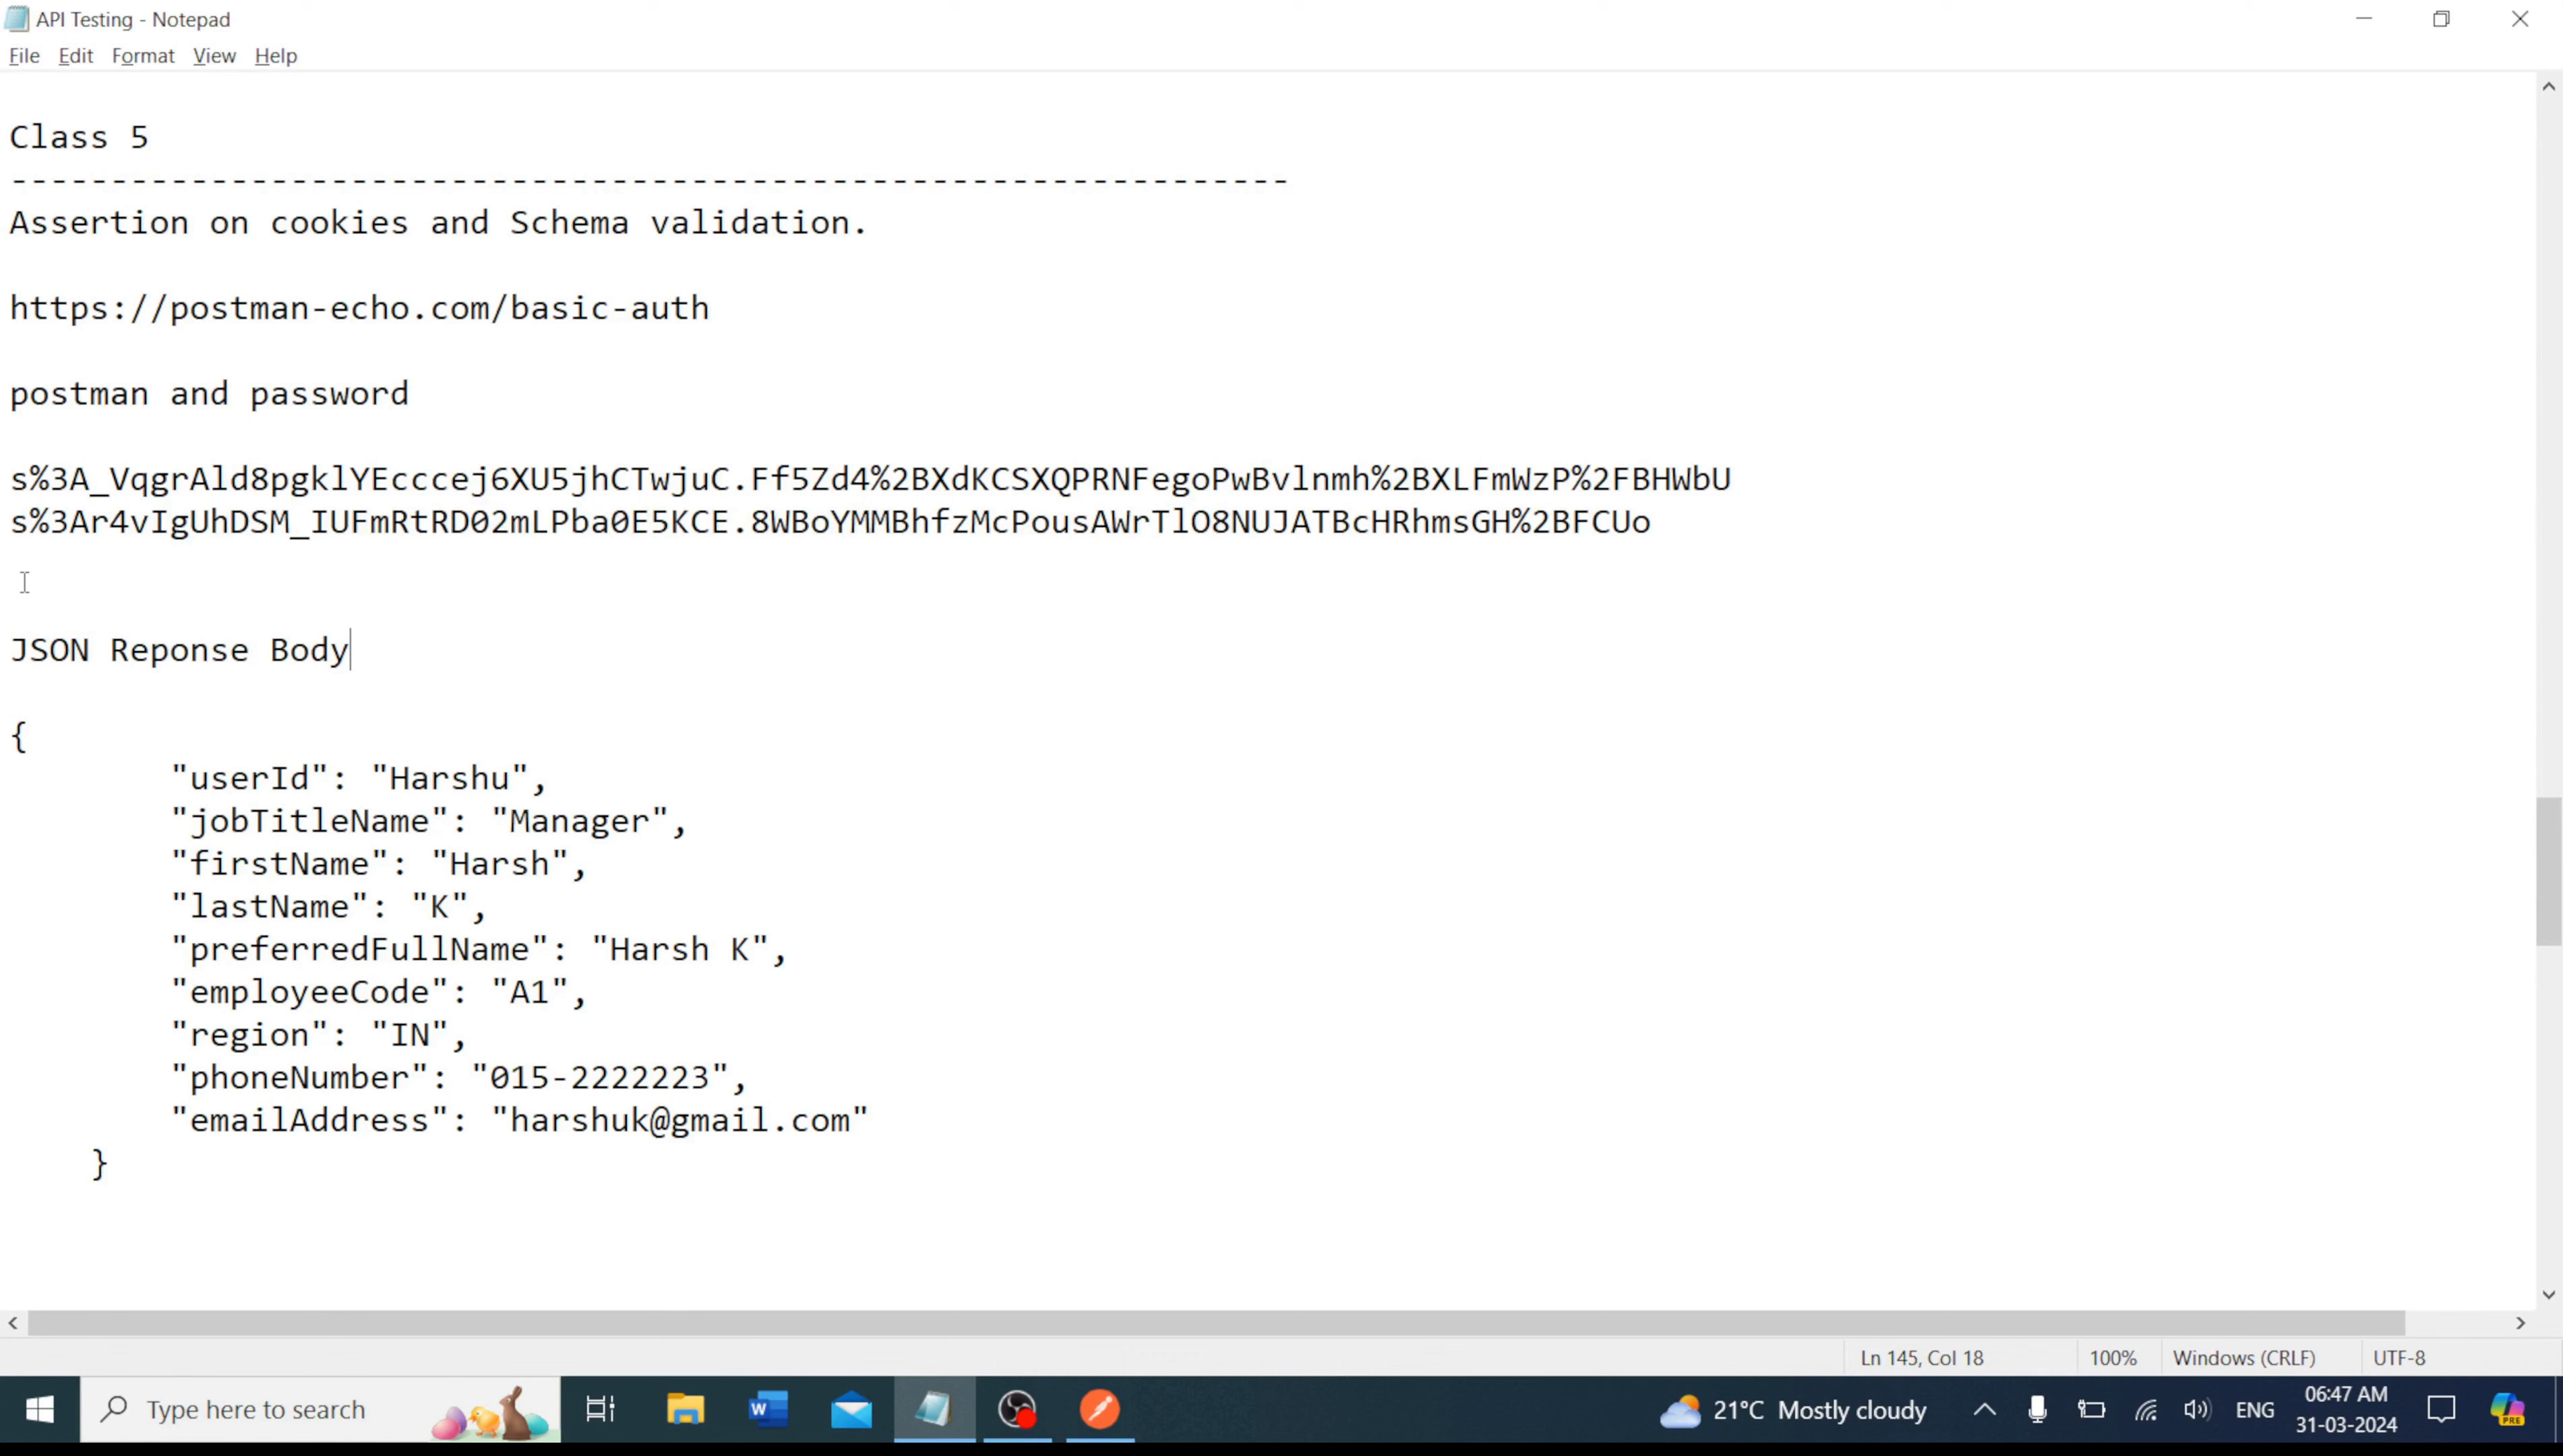 API Testing - Notepad
File Edit Format View Help
Class 5
----------------------------------------------------------------
Assertion on cookies and Schema validation.
https://postman-echo.com/basic-auth
postman and password
s%3A_VqgrAld8pgklYEcccej6XU5jhCTwjuC.Ff5Zd4%2BXdKCSXQPRNFegoPwBvlnmh%2BXLFmWzP%2FBHWbU
s%3Ar4vIgUhDSM_IUFmRtRD02mLPba0E5KCE.8WBoYMMBhfzMcPousAWrTlO8NUJATBcHRhmsGH%2BFCUo
JSON Reponse Body
{
"userId": "Harshu",
"jobTitleName": "Manager",
"firstName": "Harsh",
"lastName": "K",
"preferredFullName": "Harsh K",
"employeeCode": "A1",
"region": "IN",
"phoneNumber": "015-2222223",
"emailAddress": "harshuk@gmail.com"
}
Ln 145, Col 18 100% Windows (CRLF) UTF-8
Type here to search 21°C Mostly cloudy ENG 06:47 AM
31-03-2024
PRE